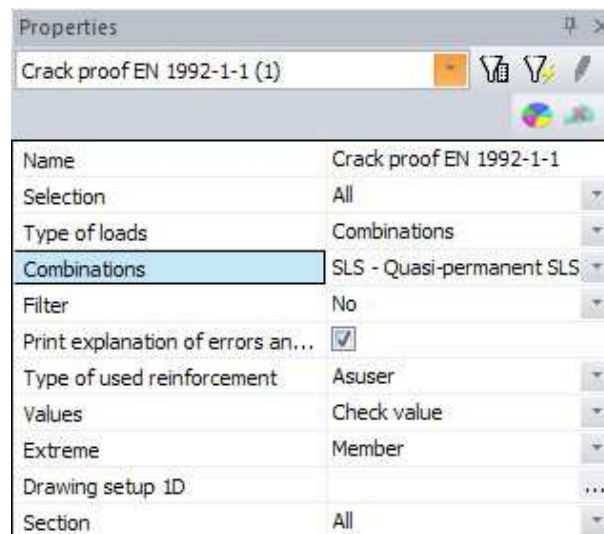 Properties
Crack proof EN 1992-1-1 (1)
Name Crack proof EN 1992-1-1
Selection All
Type of loads Combinations
Combinations SLS - Quasi-permanent SLS
Filter No
Print explanation of errors an...
Type of used reinforcement Asuser
Values Check value
Extreme Member
Drawing setup 1D ...
Section All